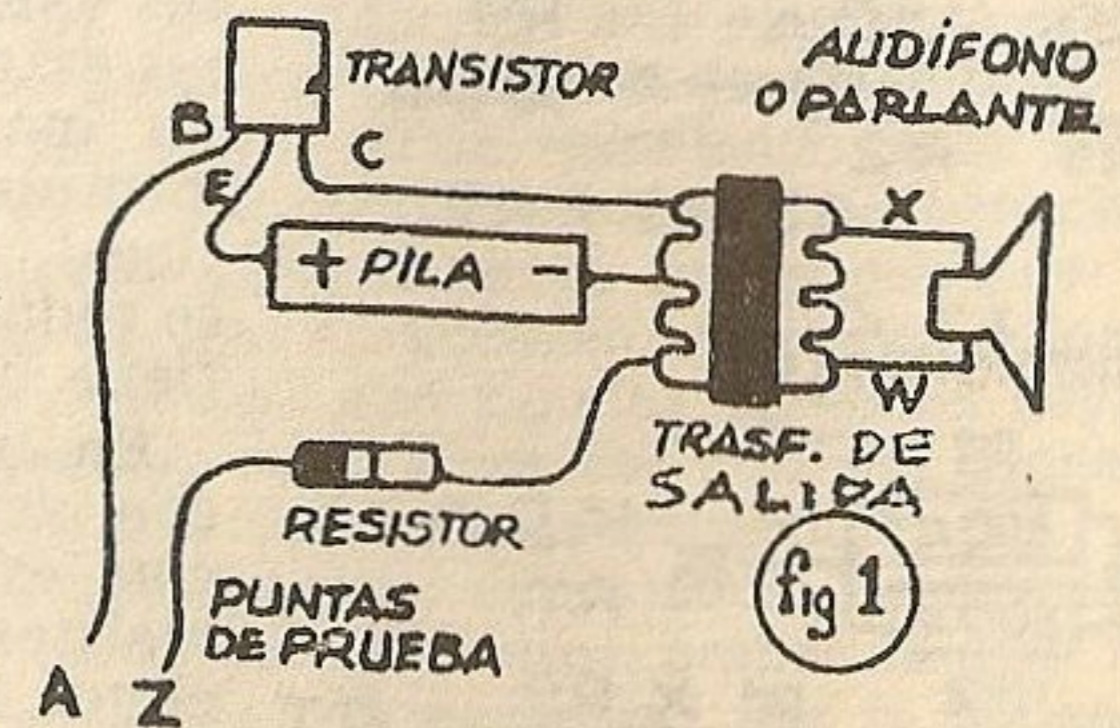 TRANSISTOR
AUDÍFONO
O PARLANTE
B
E
C
X
+ PILA -
W
TRASF. DE
SALIDA
RESISTOR
fig 1
PUNTAS
DE PRUEBA
A Z